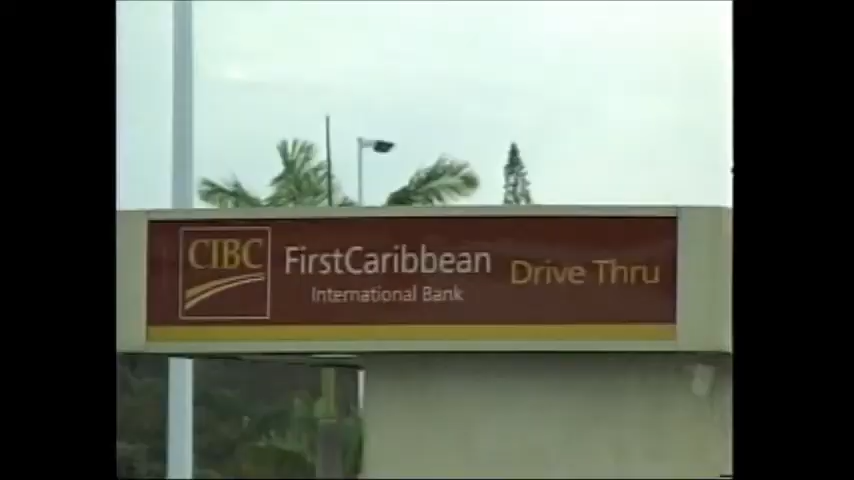 CIBC
FirstCaribbean
International Bank
Drive Thru